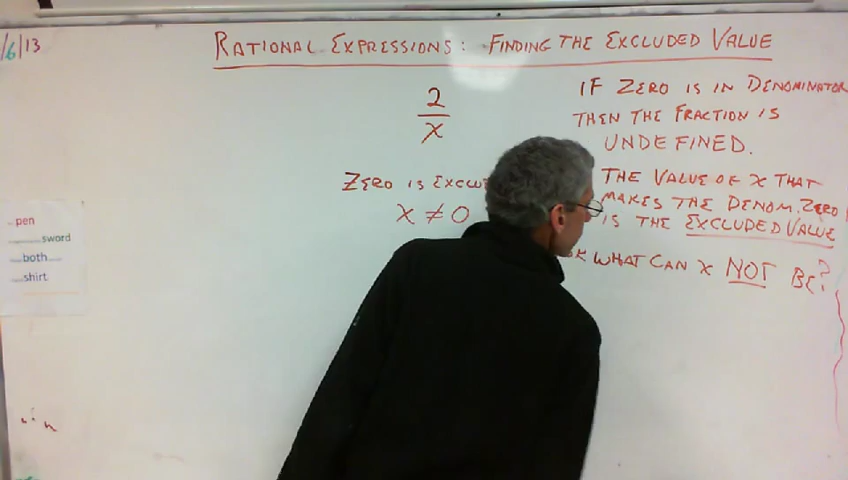 /6/13
RATIONAL EXPRESSIONS: FINDING THE EXCLUDED VALUE
2
x
ZERO IS EXCLU
x ≠ 0
IF ZERO IS IN DENOMINATOR
THEN THE FRACTION IS
UNDEFINED.
THE VALUE OF x THAT
MAKES THE DENOM. ZERO
IS THE EXCLUDED VALUE
WHAT CAN x NOT BE?
pen
sword
both
shirt